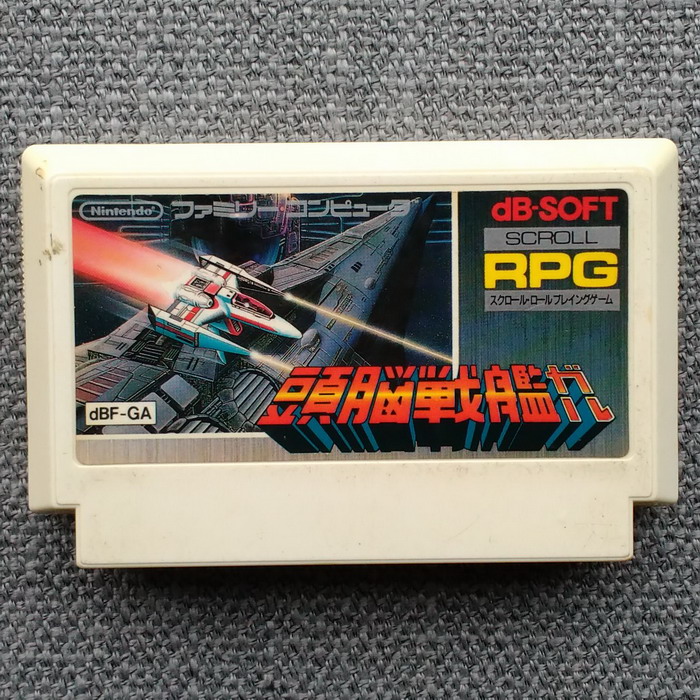 Nintendo ファミリーコンピュータ
dB-SOFT
SCROLL
RPG
スクロール・ロールプレイングゲーム
頭脳戦艦ガル
dBF-GA